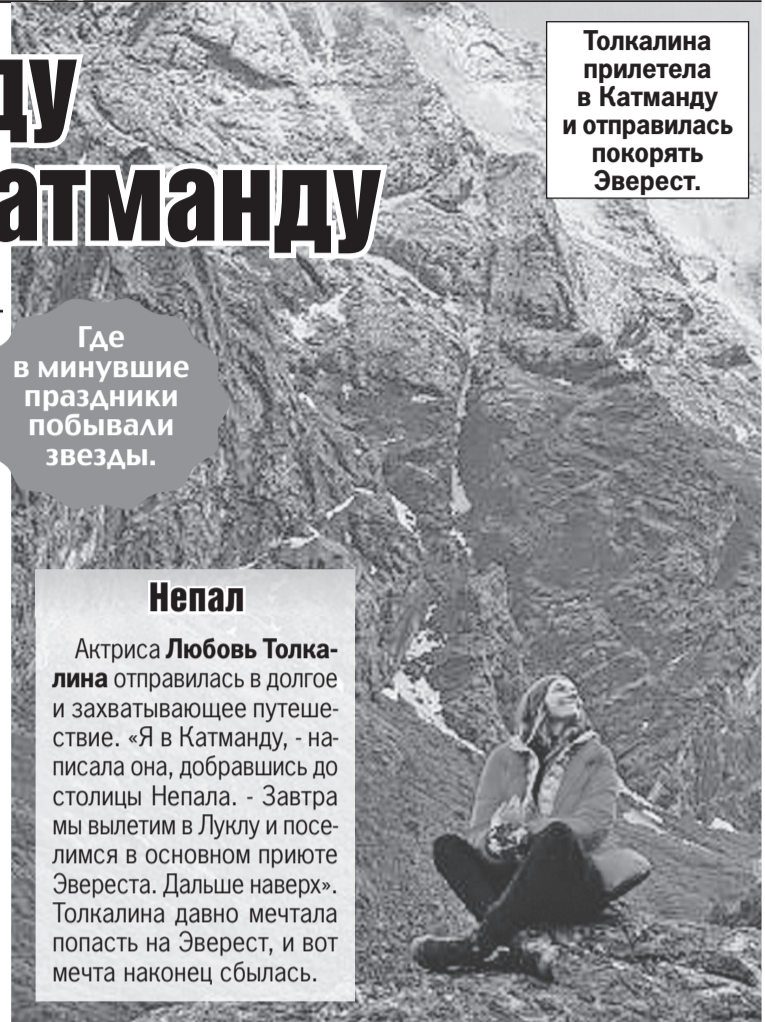 ду
атманду
Толкалина
прилетела
в Катманду
и отправилась
покорять
Эверест.
Где
в минувшие
праздники
побывали
звезды.
Непал
Актриса Любовь Толка-
лина отправилась в долгое
и захватывающее путеше-
ствие. «Я в Катманду, - на-
писала она, добравшись до
столицы Непала. - Завтра
мы вылетим в Луклу и посе-
лимся в основном приюте
Эвереста. Дальше наверх».
Толкалина давно мечтала
попасть на Эверест, и вот
мечта наконец сбылась.